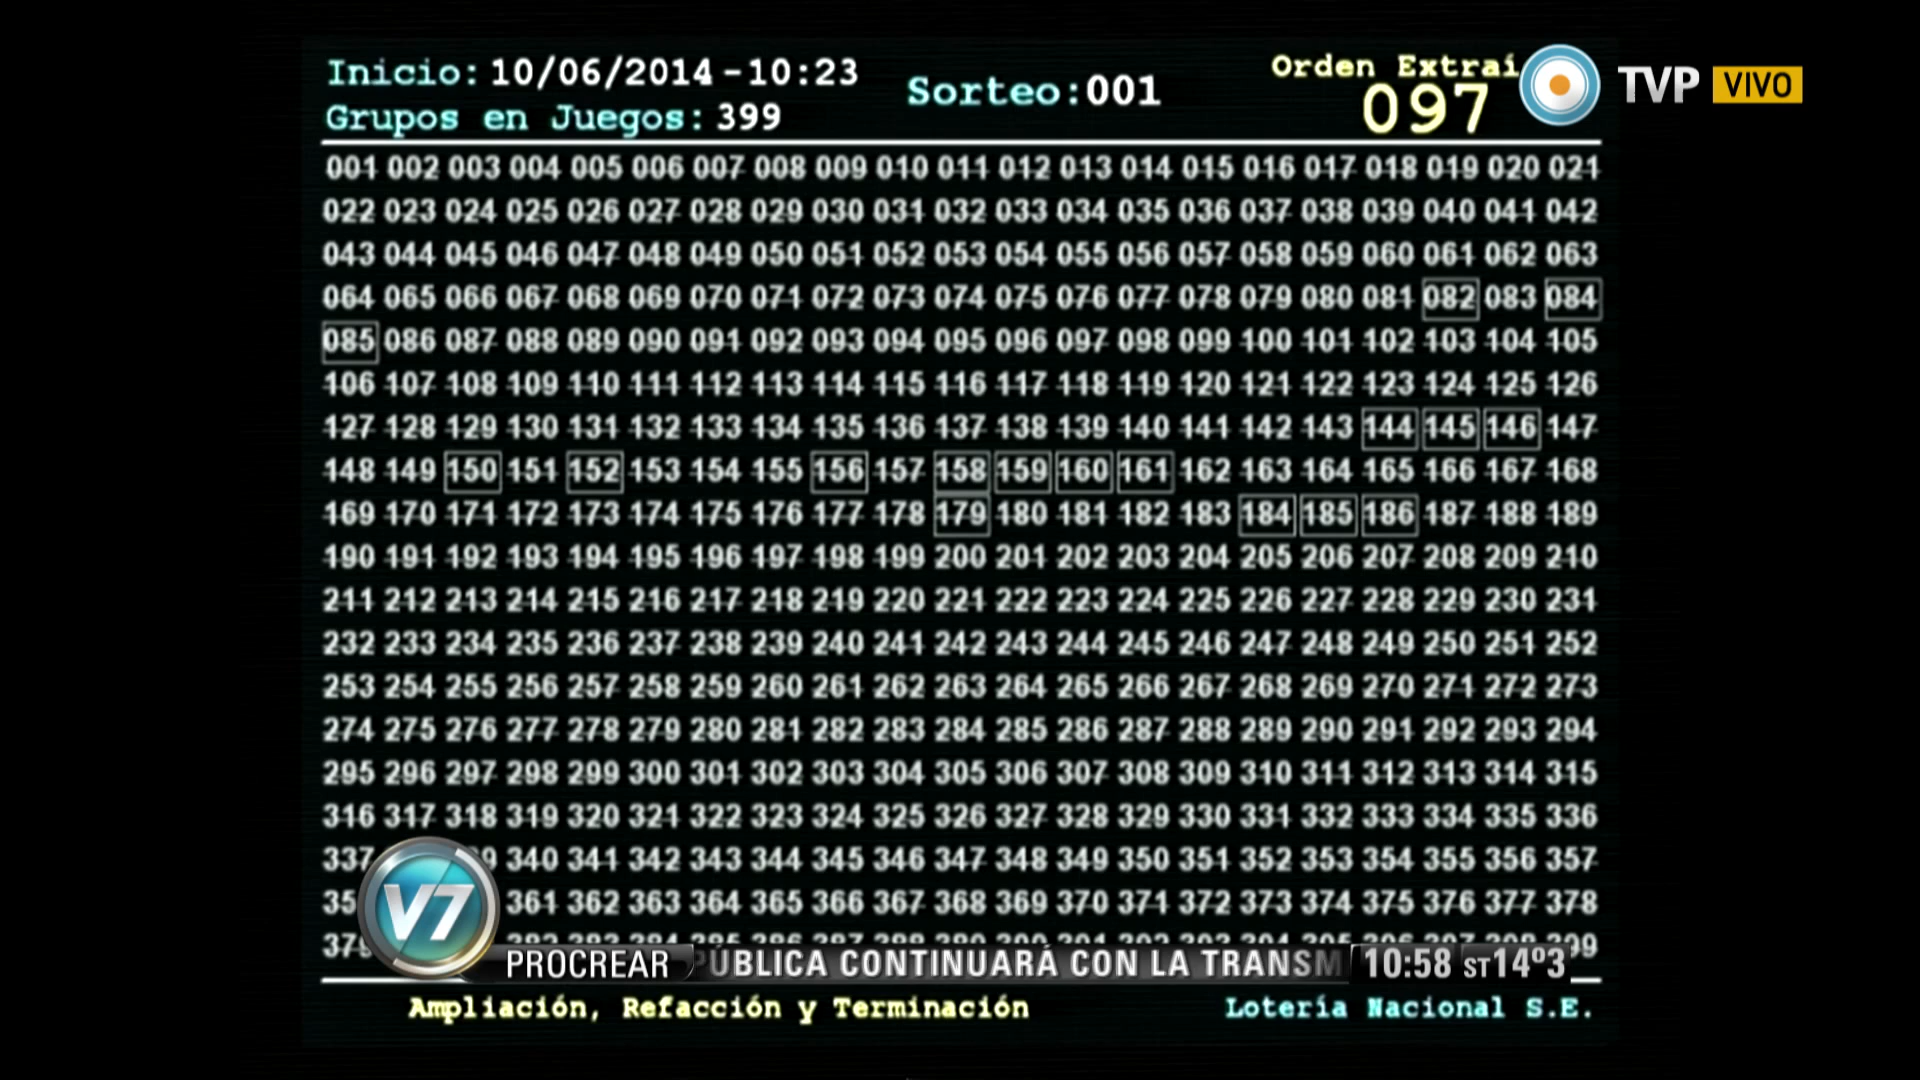 Inicio: 10/06/2014-10:23
Grupos en Juegos: 399
Sorteo:001
Orden Extraí
097
TVP VIVO
001 002 003 004 005 006 007 008 009 010 011 012 013 014 015 016 017 018 019 020 021
022 023 024 025 026 027 028 029 030 031 032 033 034 035 036 037 038 039 040 041 042
043 044 045 046 047 048 049 050 051 052 053 054 055 056 057 058 059 060 061 062 063
064 065 066 067 068 069 070 071 072 073 074 075 076 077 078 079 080 081 082 083 084
085 086 087 088 089 090 091 092 093 094 095 096 097 098 099 100 101 102 103 104 105
106 107 108 109 110 111 112 113 114 115 116 117 118 119 120 121 122 123 124 125 126
127 128 129 130 131 132 133 134 135 136 137 138 139 140 141 142 143 144 145 146 147
148 149 150 151 152 153 154 155 156 157 158 159 160 161 162 163 164 165 166 167 168
169 170 171 172 173 174 175 176 177 178 179 180 181 182 183 184 185 186 187 188 189
190 191 192 193 194 195 196 197 198 199 200 201 202 203 204 205 206 207 208 209 210
211 212 213 214 215 216 217 218 219 220 221 222 223 224 225 226 227 228 229 230 231
232 233 234 235 236 237 238 239 240 241 242 243 244 245 246 247 248 249 250 251 252
253 254 255 256 257 258 259 260 261 262 263 264 265 266 267 268 269 270 271 272 273
274 275 276 277 278 279 280 281 282 283 284 285 286 287 288 289 290 291 292 293 294
295 296 297 298 299 300 301 302 303 304 305 306 307 308 309 310 311 312 313 314 315
316 317 318 319 320 321 322 323 324 325 326 327 328 329 330 331 332 333 334 335 336
337 340 341 342 343 344 345 346 347 348 349 350 351 352 353 354 355 356 357
361 362 363 364 365 366 367 368 369 370 371 372 373 374 375 376 377 378
V7
PROCREAR PÚBLICA CONTINUARÁ CON LA TRANSM 10:58 ST 14º3
Ampliación, Refacción y Terminación
Lotería Nacional S.E.